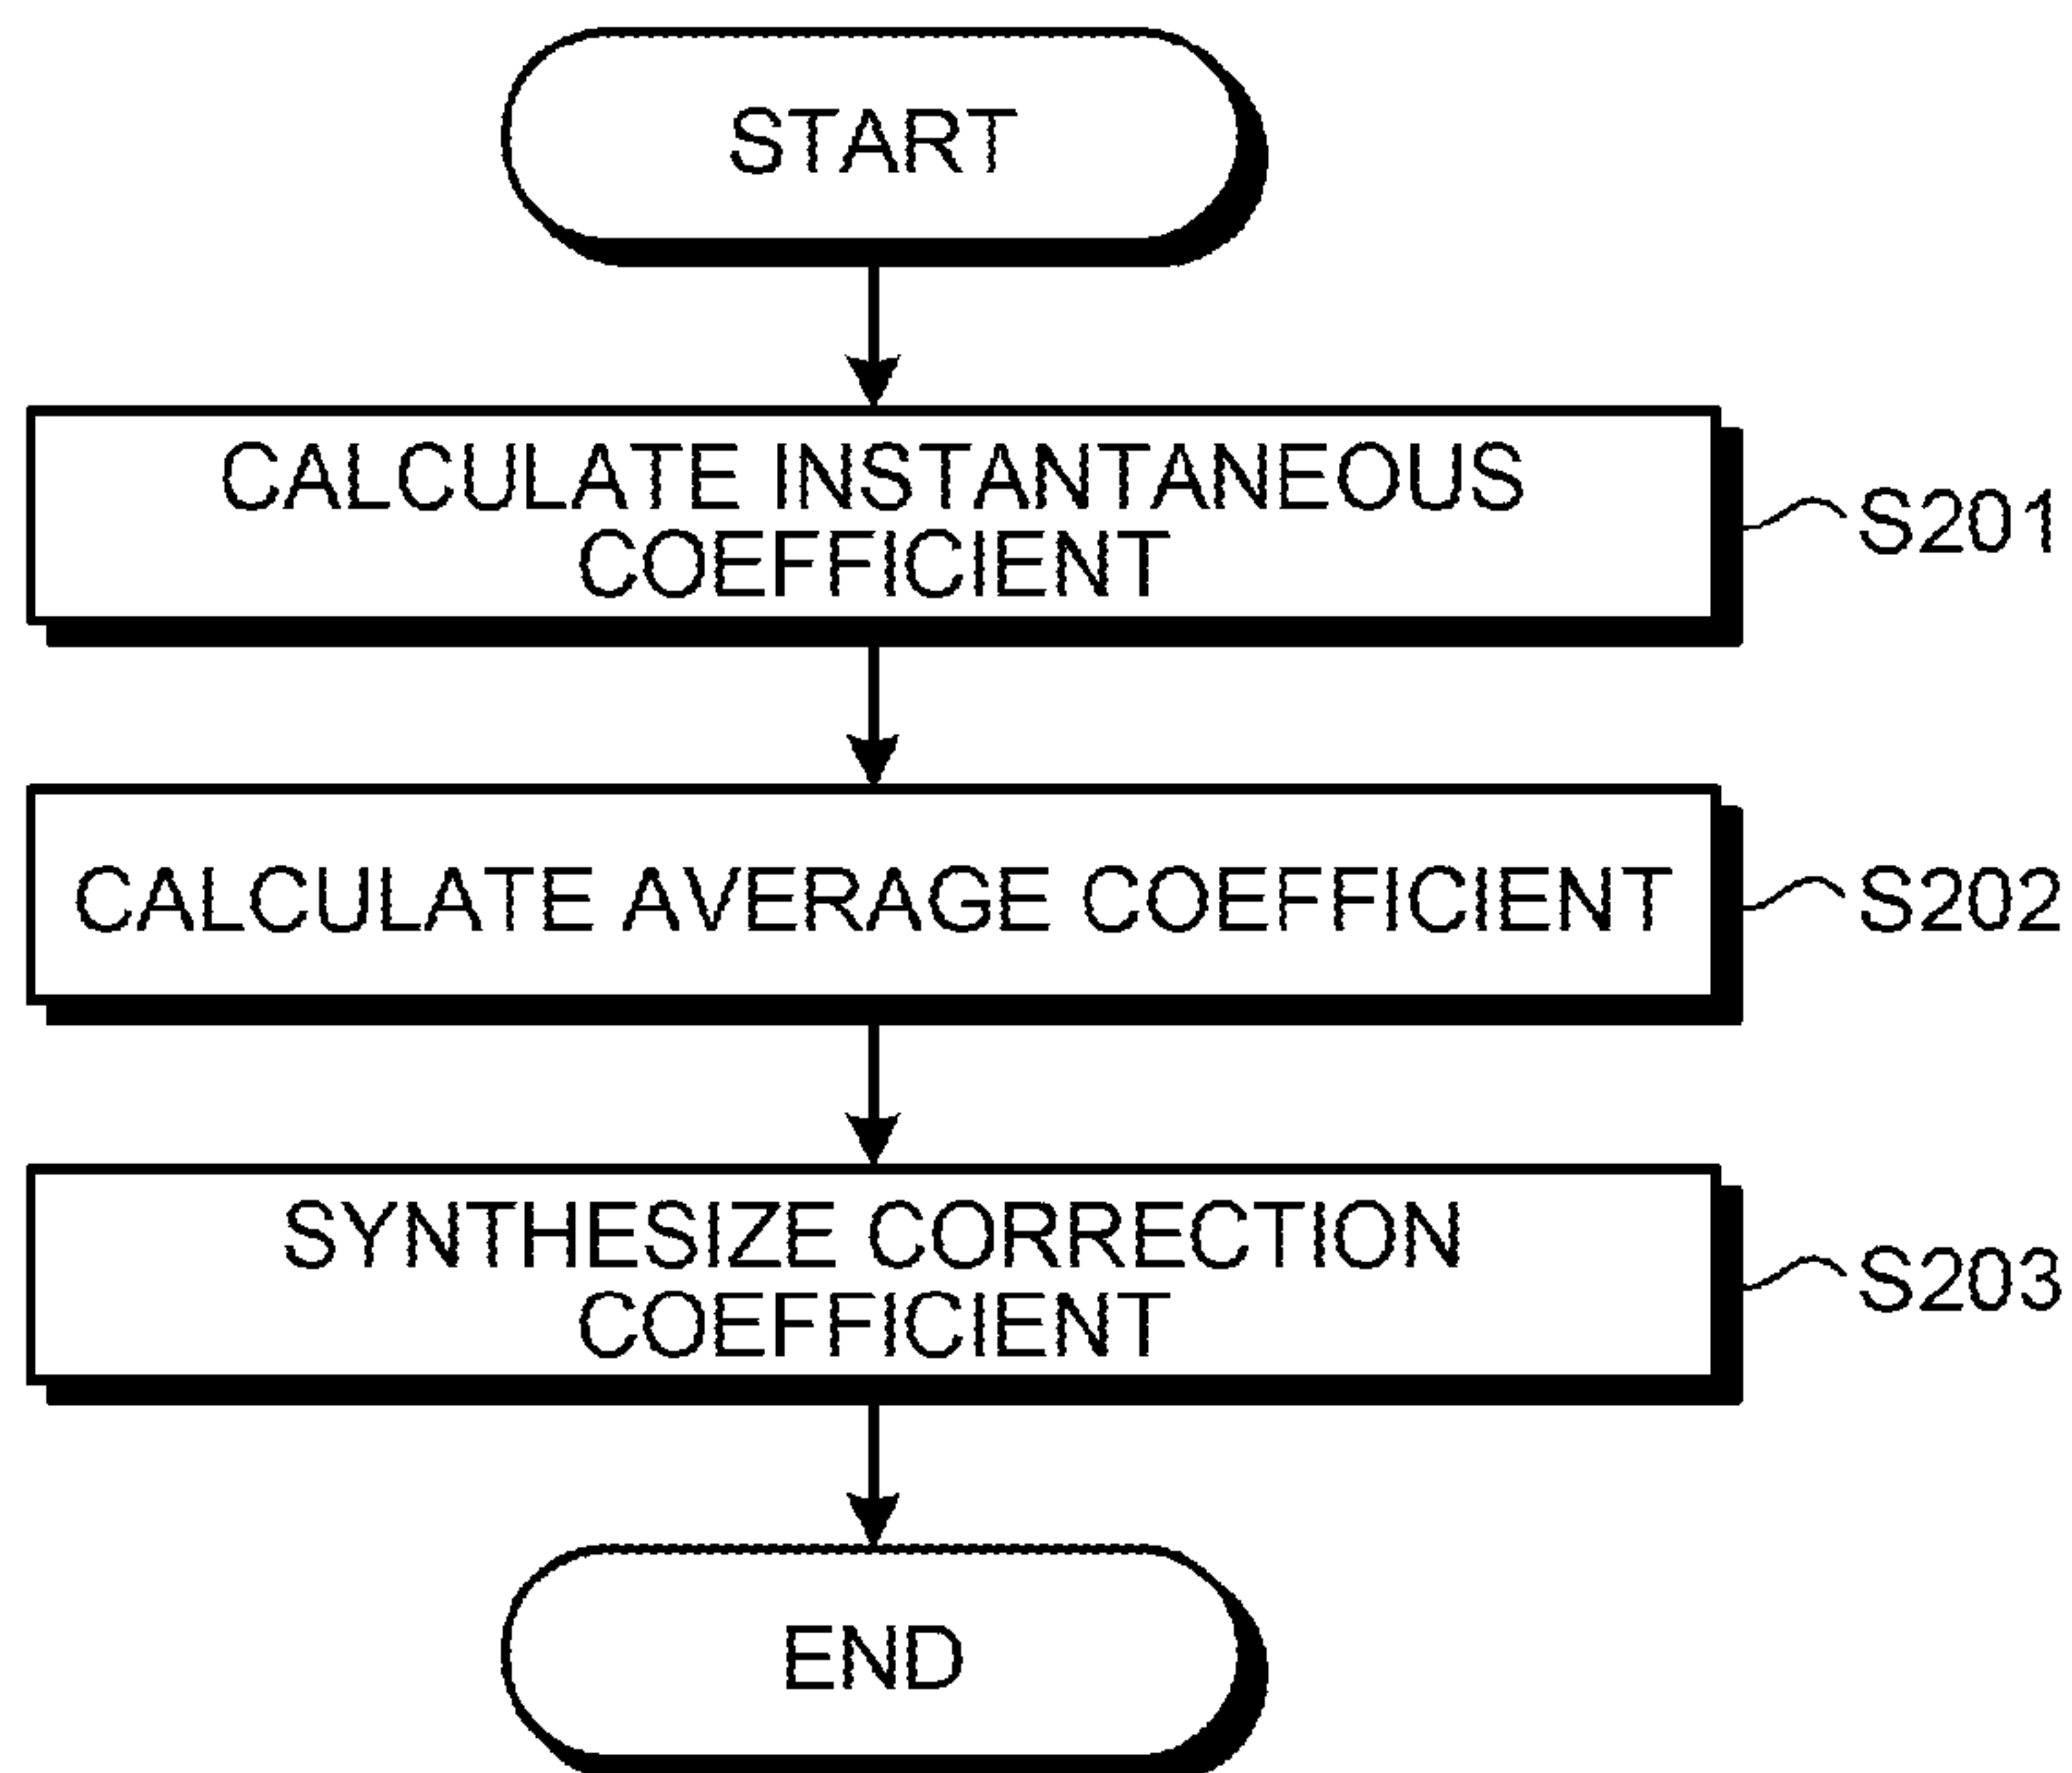 START
CALCULATE INSTANTANEOUS
COEFFICIENT
S201
CALCULATE AVERAGE COEFFICIENT
S202
SYNTHESIZE CORRECTION
COEFFICIENT
S203
END